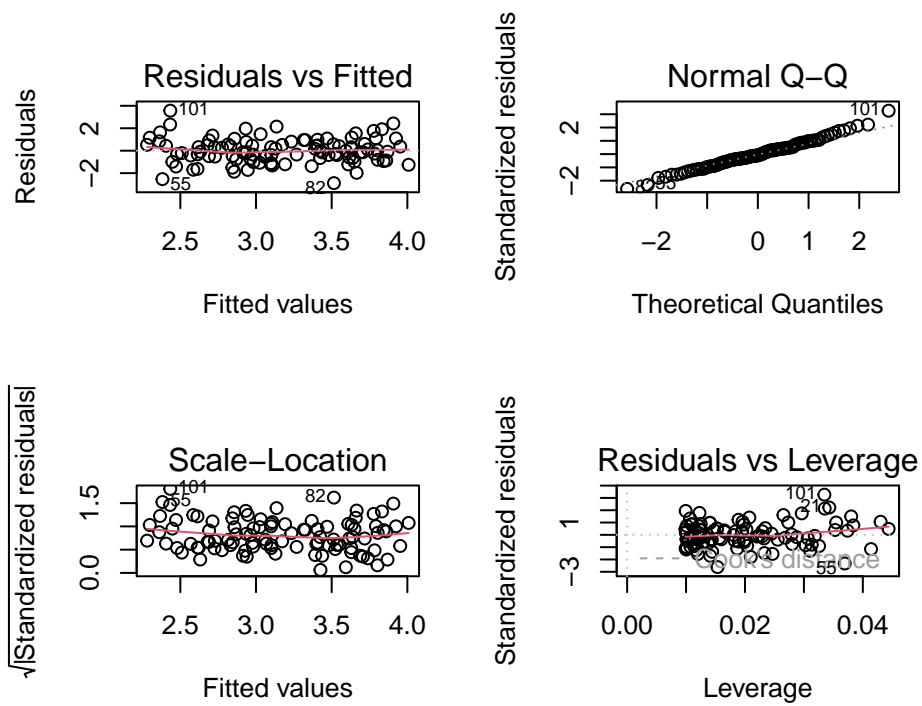 Residuals vs Fitted
Residuals
2
−2
101
55
82
2.5 3.0 3.5 4.0
Fitted values
Normal Q−Q
Standardized residuals
2
−2
101
−2 0 1 2
Theoretical Quantiles
Scale−Location
√|Standardized residuals|
1.5
0.0
101
55
82
2.5 3.0 3.5 4.0
Fitted values
Residuals vs Leverage
Standardized residuals
1
−3
101
21
Cook's distance
55
0.00 0.02 0.04
Leverage